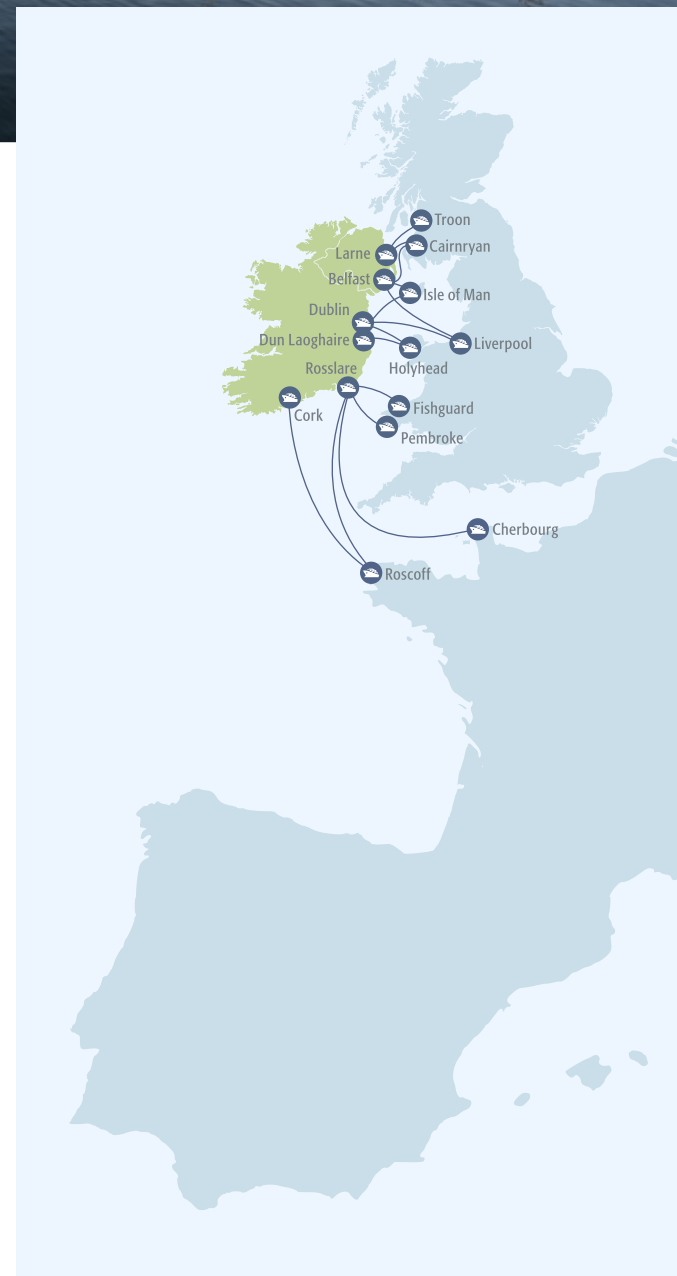 Troon
Cairnryan
Larne
Belfast
Isle of Man
Dublin
Dun Laoghaire
Liverpool
Rosslare
Holyhead
Fishguard
Cork
Pembroke
Cherbourg
Roscoff